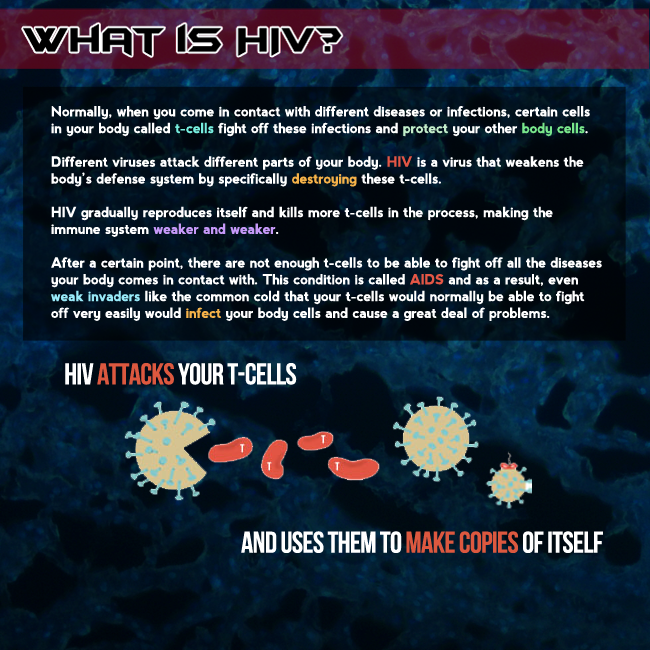 WHAT IS HIV?
Normally, when you come in contact with different diseases or infections, certain cells
in your body called t-cells fight off these infections and protect your other body cells.
Different viruses attack different parts of your body. HIV is a virus that weakens the
body's defense system by specifically destroying these t-cells.
HIV gradually reproduces itself and kills more t-cells in the process, making the
immune system weaker and weaker.
After a certain point, there are not enough t-cells to be able to fight off all the diseases
your body comes in contact with. This condition is called AIDS and as a result, even
weak invaders like the common cold that your t-cells would normally be able to fight
off very easily would infect your body cells and cause a great deal of problems.
HIV ATTACKS YOUR T-CELLS
T T T T
AND USES THEM TO MAKE COPIES OF ITSELF